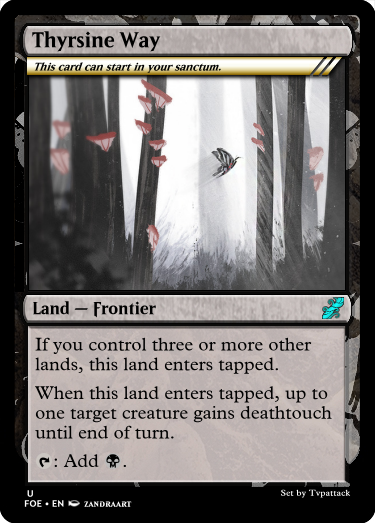 Thyrsine Way
This card can start in your sanctum.
Land — Frontier
If you control three or more other
lands, this land enters tapped.
When this land enters tapped, up to
one target creature gains deathtouch
until end of turn.
: Add .
U
FOE • EN ZANDRAART
Set by Tvpattack